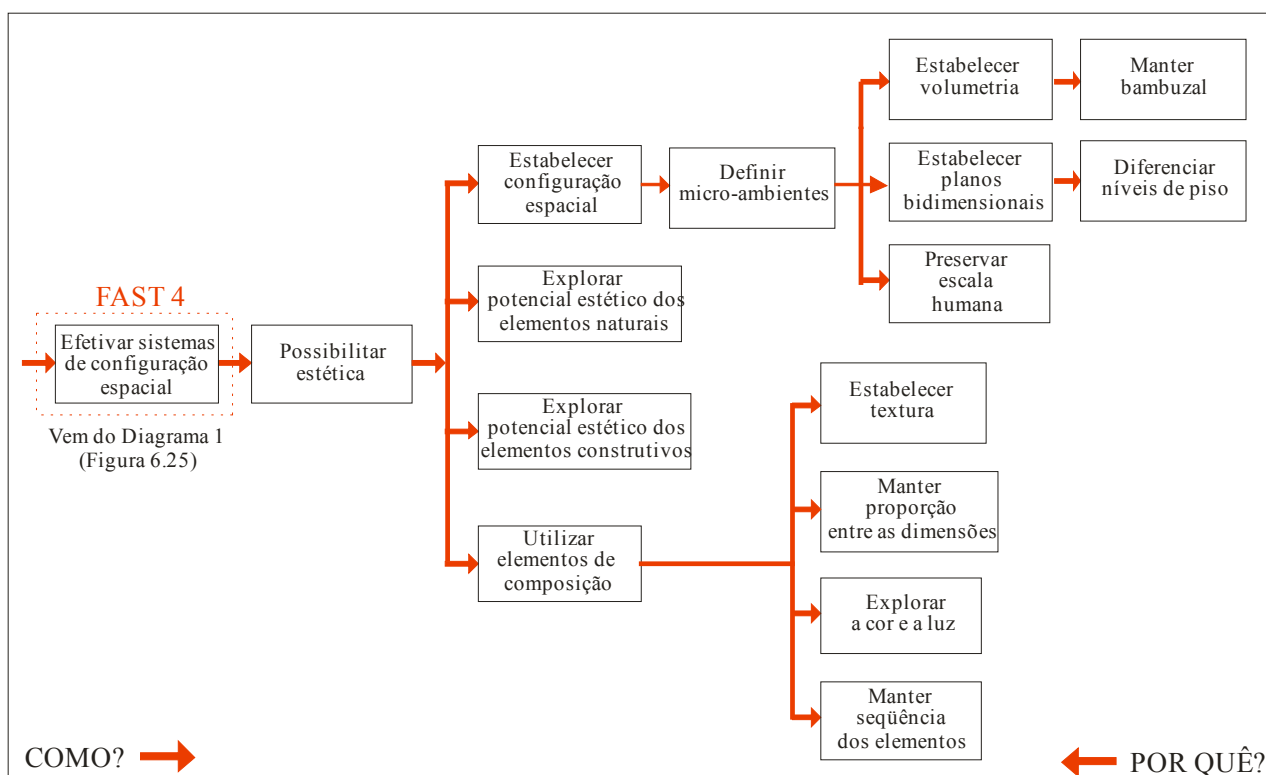 Estabelecer
volumetria
Manter
bambuzal
Estabelecer
configuração
espacial
Definir
micro-ambientes
Estabelecer
planos
bidimensionais
Diferenciar
níveis de piso
Preservar
escala
humana
FAST 4
Efetivar sistemas
de configuração
espacial
Vem do Diagrama 1
(Figura 6.25)
Possibilitar
estética
Explorar
potencial estético dos
elementos naturais
Explorar
potencial estético dos
elementos construtivos
Utilizar
elementos de
composição
Estabelecer
textura
Manter
proporção
entre as dimensões
Explorar
a cor e a luz
Manter
seqüência
dos elementos
COMO?
POR QUÊ?